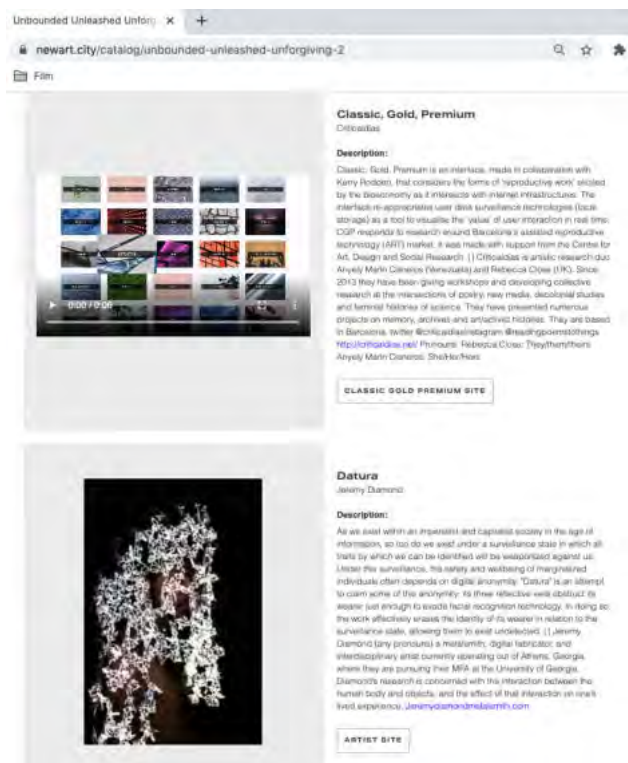 Unbounded Unleashed Unforg
newart.city/catalog/unbounded-unleashed-unforgiving-2
Film
Classic, Gold, Premium
Criticaldías
Description:
Classic, Gold, Premium is an interface, made in collaboration with
Kerry Rodden, that considers the forms of 'reproductive work' elicited
by the bioeconomy as it intersects with internet infrastructures. The
interface re-appropriates user data surveillance technologies (local
storage) as a tool to visualise the 'value' of user interaction in real time.
CGP responds to research around Barcelona's assisted reproductive
technology (ART) market. It was made with support from the Centre for
Art, Design and Social Research. | | Criticaldías is artistic research duo
Anyely Marín Cisneros (Venezuela) and Rebecca Close (UK). Since
2013 they have been giving workshops and developing collective
research at the intersections of poetry, new media, decolonial studies
and feminist histories of science. They have presented numerous
projects on memory, archives and art/activist histories. They are based
in Barcelona. twitter @criticaldiasinstagram @readingpoemstothings
Pronouns: Rebecca Close: They/them/theirs
Anyely Marín Cisneros: She/Her/Hers
CLASSIC GOLD PREMIUM SITE
0:00 / 0:06
Datura
Jeremy Diamond
Description:
As we exist within an imperialist and capitalist society in the age of
information, so too do we exist under a surveillance state in which all
traits by which we can be identified will be weaponized against us.
Under this surveillance, the safety and wellbeing of marginalized
individuals often depends on digital anonymity. "Datura" is an attempt
to claim some of this anonymity: its three reflective veils obstruct its
wearer just enough to evade facial recognition technology. In doing so
the work effectively erases the identity of its wearer in relation to the
surveillance state, allowing them to exist undetected. | | Jeremy
Diamond (any pronouns) a metalsmith, digital fabricator, and
interdisciplinary artist currently operating out of Athens, Georgia,
where they are pursuing their MFA at the University of Georgia.
Diamond's research is concerned with the interaction between the
human body and objects, and the effect of that interaction on one's
lived experience. Jeremydiamondmetalsmith.com
ARTIST SITE